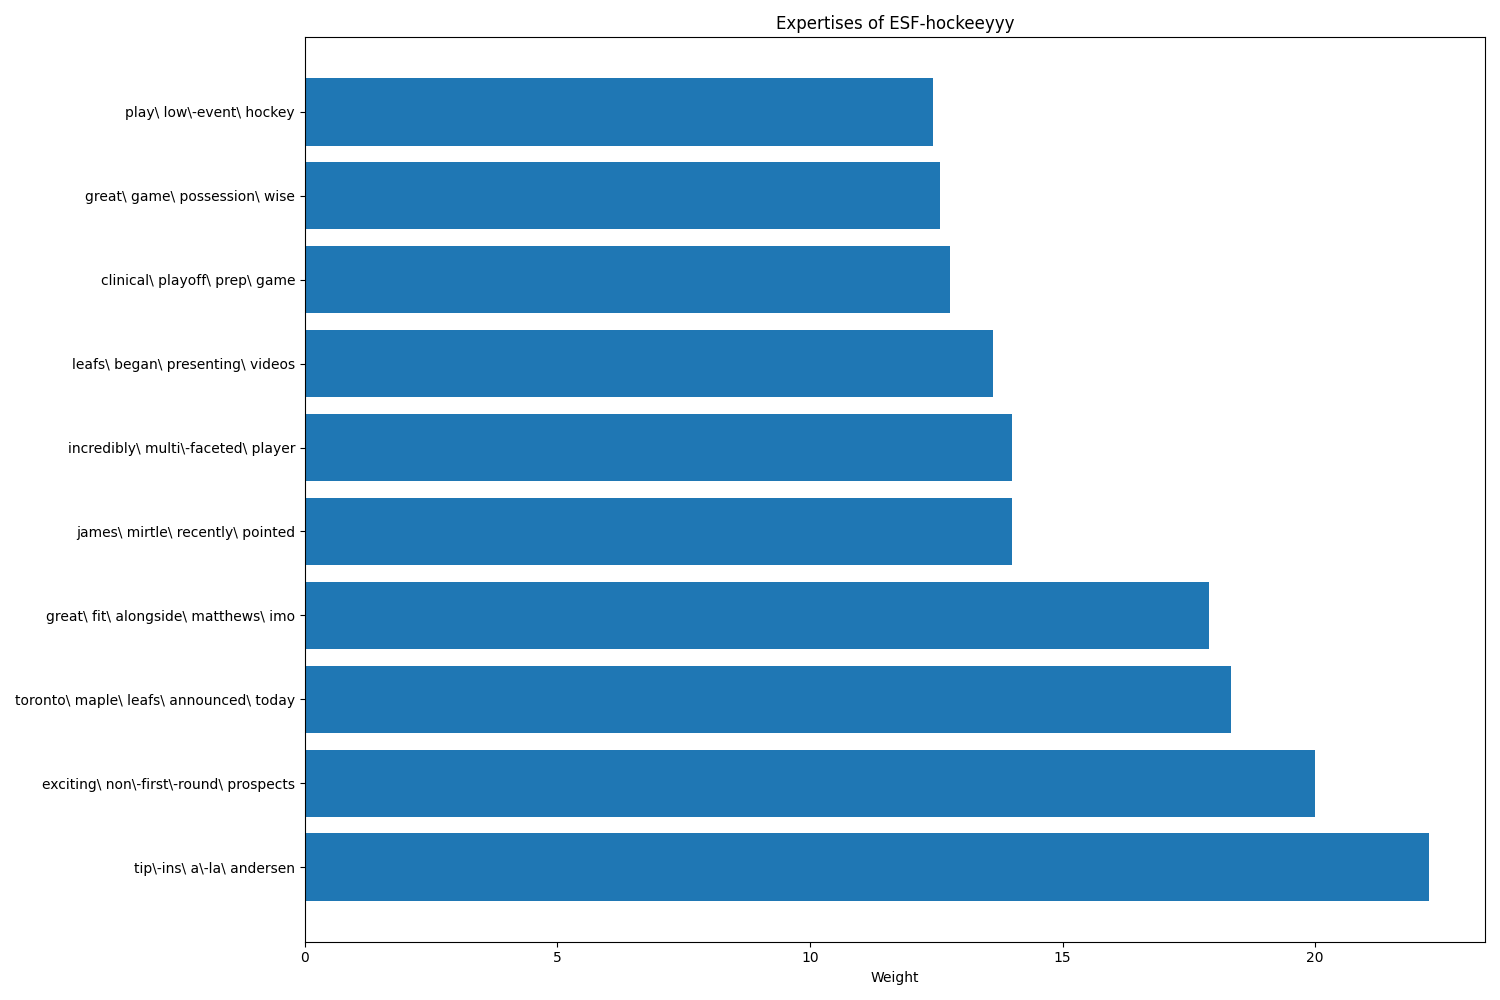 Expertises of ESF-hockeeyyy
play\ low\-event\ hockey
great\ game\ possession\ wise
clinical\ playoff\ prep\ game
leafs\ began\ presenting\ videos
incredibly\ multi\-faceted\ player
james\ mirtle\ recently\ pointed
great\ fit\ alongside\ matthews\ imo
toronto\ maple\ leafs\ announced\ today
exciting\ non\-first\-round\ prospects
tip\-ins\ a\-la\ andersen
0 5 10 15 20
Weight